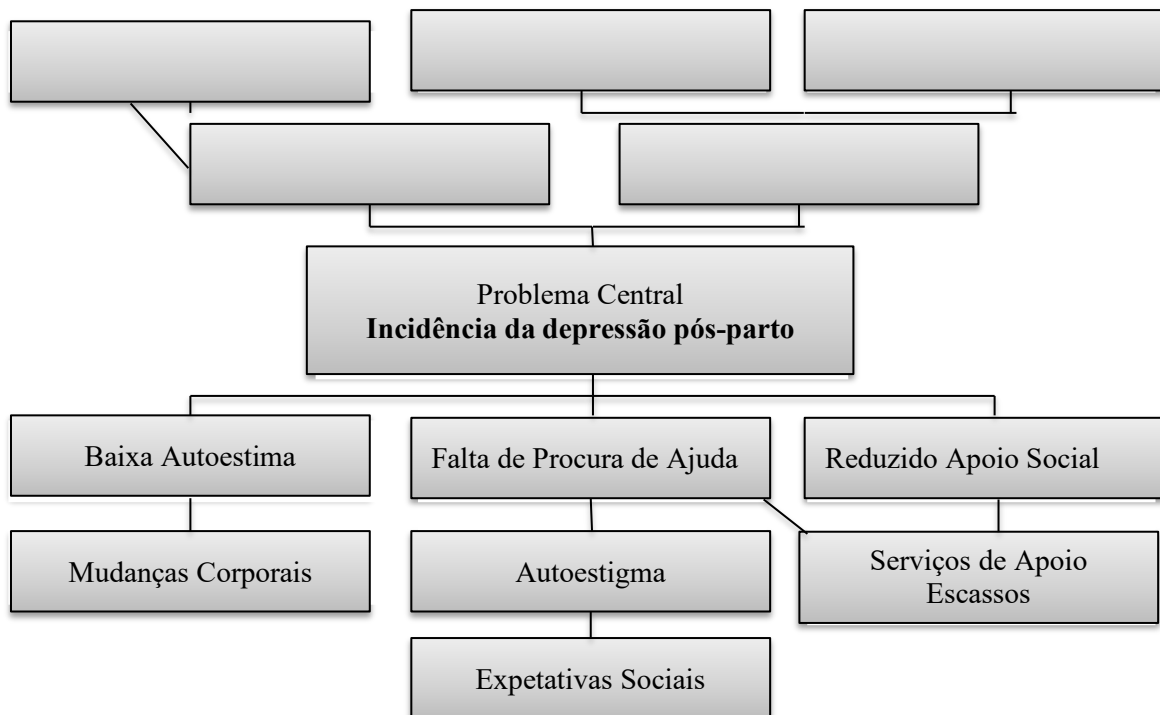 Problema Central
Incidência da depressão pós-parto
Baixa Autoestima
Falta de Procura de Ajuda
Reduzido Apoio Social
Mudanças Corporais
Autoestigma
Serviços de Apoio
Escassos
Expetativas Sociais